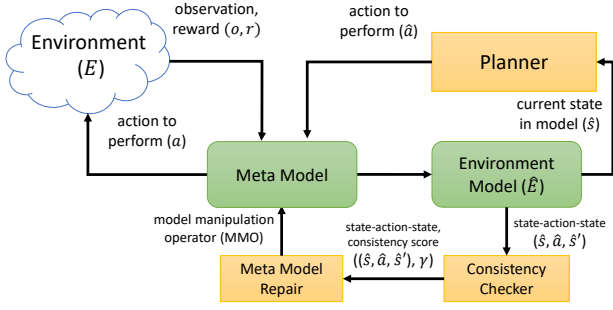 observation,
reward (o, r)
Environment
(E)
action to
perform (a)
action to
perform (â)
Planner
current state
in model (ŝ)
Meta Model
Environment
Model (Ê)
model manipulation
operator (MMO)
state-action-state,
consistency score
((ŝ, â, ŝ′), γ)
state-action-state
(ŝ, â, ŝ′)
Meta Model
Repair
Consistency
Checker